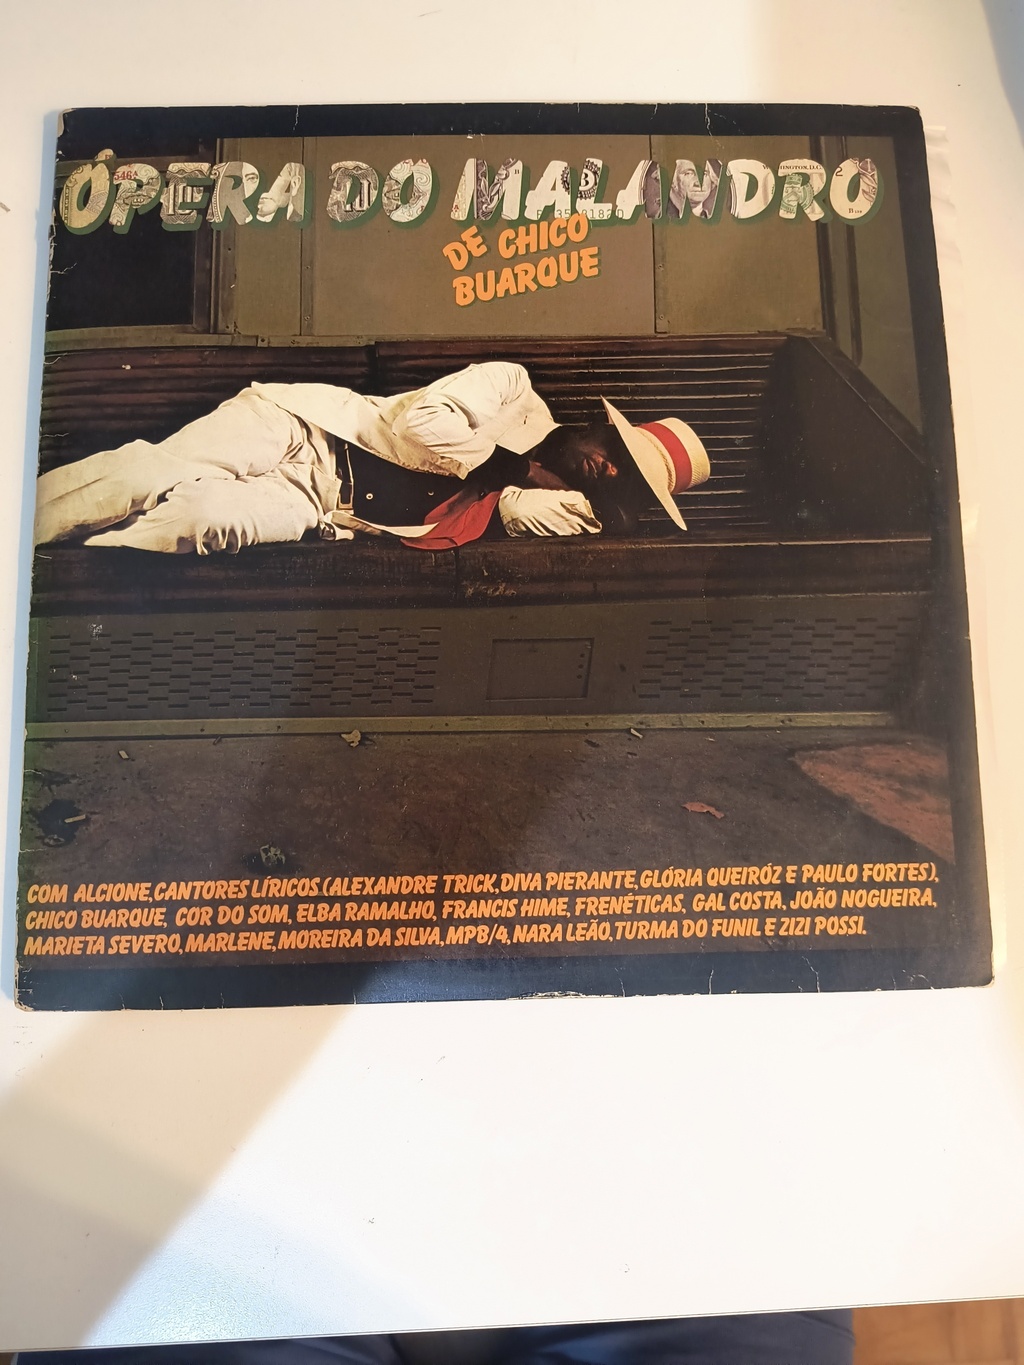 ÓPERA DO MALANDRO
DE CHICO
BUARQUE
COM ALCIONE, CANTORES LÍRICOS (ALEXANDRE TRICK, DIVA PIERANTE, GLÓRIA QUEIRÓZ E PAULO FORTES),
CHICO BUARQUE, COR DO SOM, ELBA RAMALHO, FRANCIS HIME, FRENÉTICAS, GAL COSTA, JOÃO NOGUEIRA,
MARIETA SEVERO, MARLENE, MOREIRA DA SILVA, MPB/4, NARA LEÃO, TURMA DO FUNIL E ZIZI POSSI.